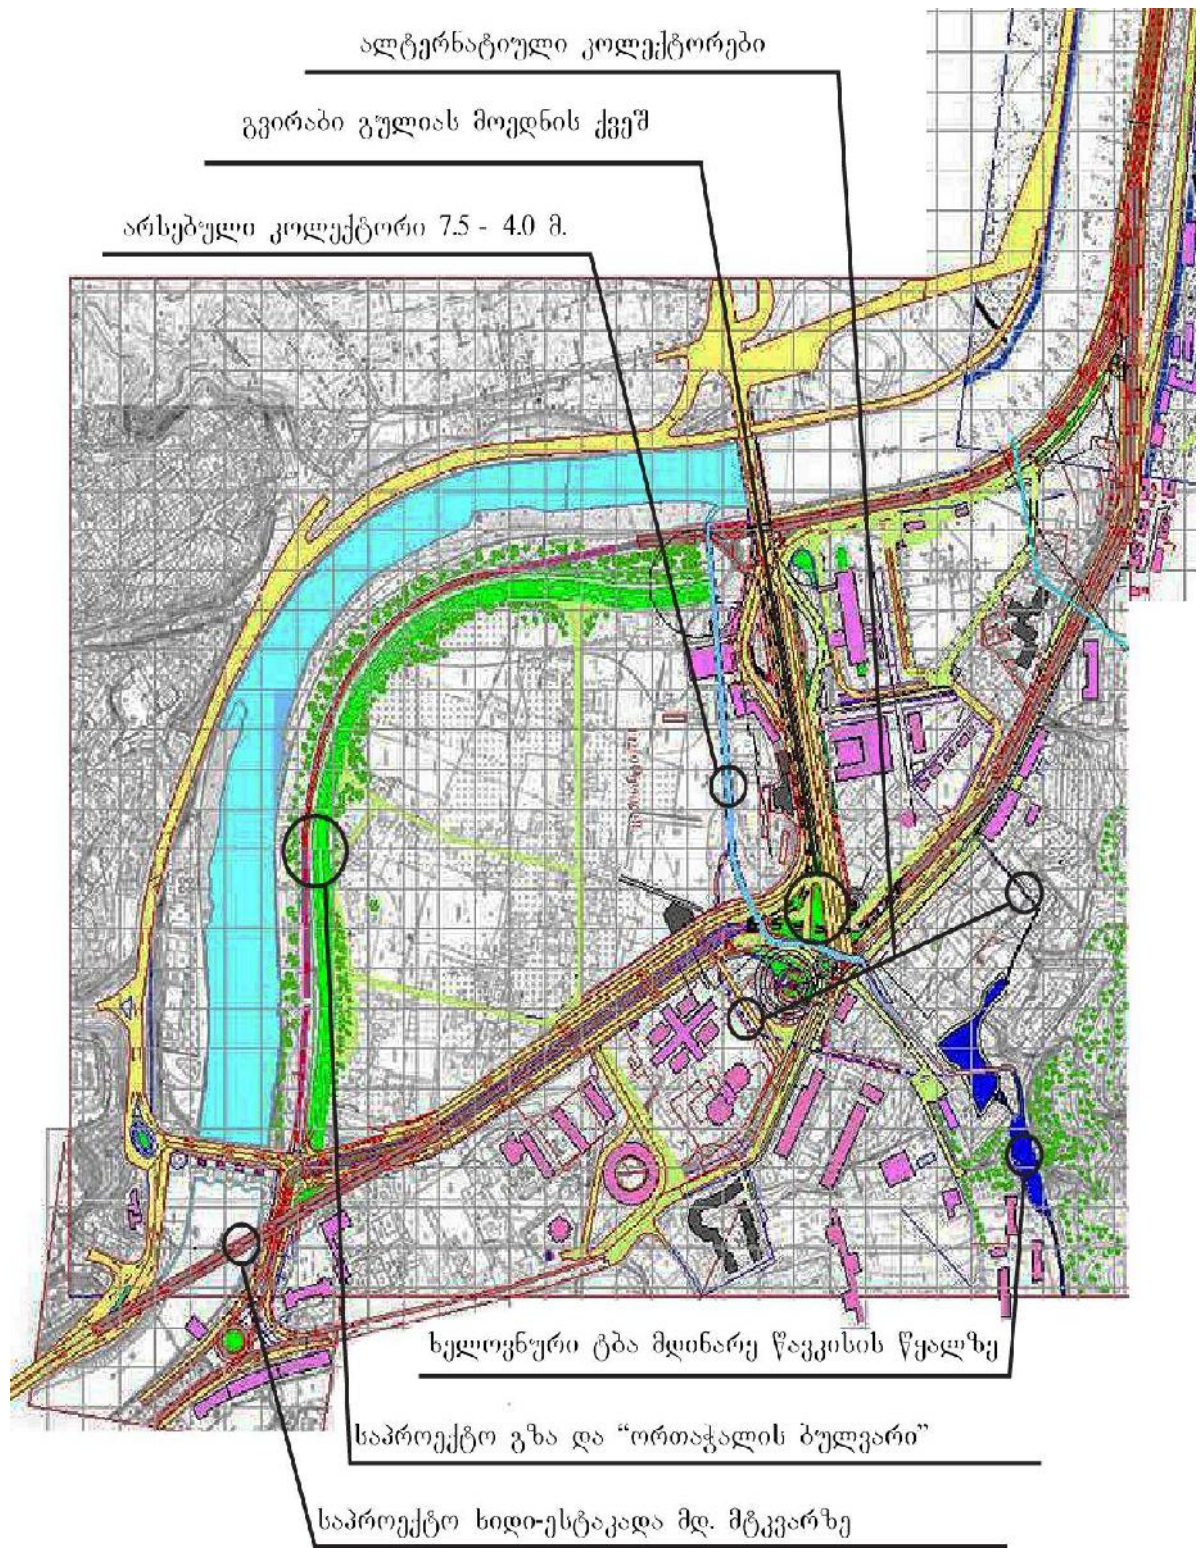 ალტერნატიული კოლექტორები
გვირაბი გულიას მოედნის ქვეშ
არსებული კოლექტორი 7.5 - 4.0 მ.
ხელოვნური ტბა მდინარე წავკისის წყალზე
საპროექტო გზა და “ორთაჭალის ბულვარი”
საპროექტო ხიდი-ესტაკადა მდ. მტკვარზე